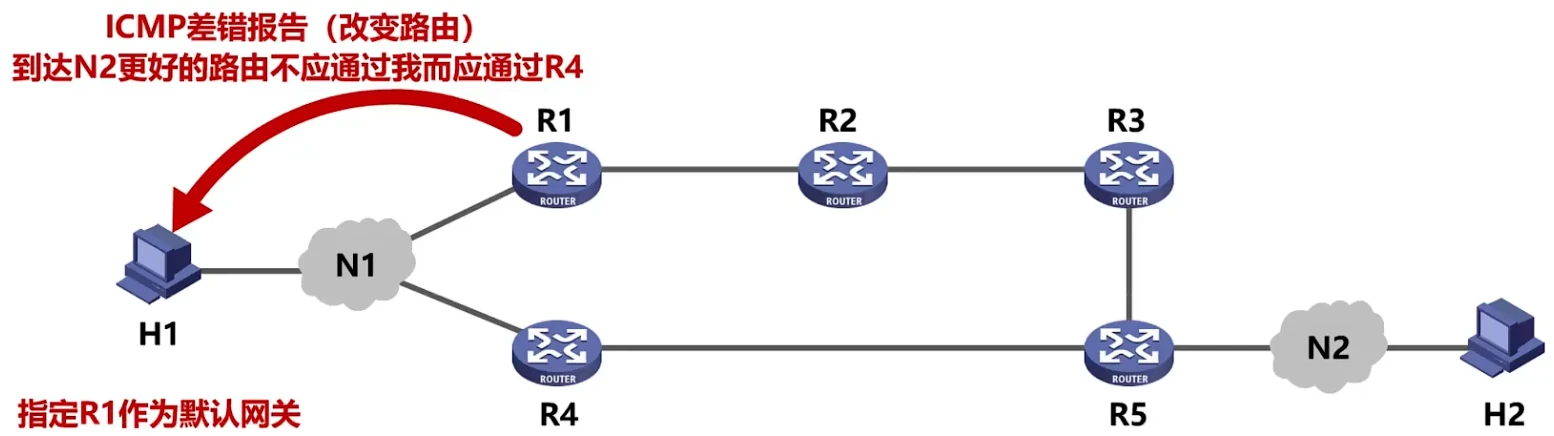 ICMP差错报告（改变路由）
到达N2更好的路由不应通过我而应通过R4
R1
R2
R3
ROUTER
ROUTER
ROUTER
N1
H1
ROUTER
ROUTER
N2
R4
R5
H2
指定R1作为默认网关